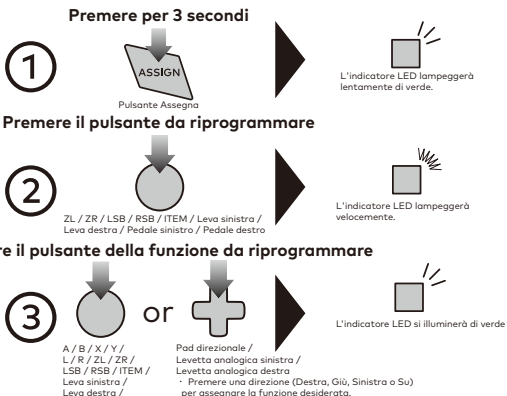 Premere per 3 secondi
1
ASSIGN
Pulsante Assegna
L'indicatore LED lampeggerà
lentamente di verde.
Premere il pulsante da riprogrammare
2
ZL / ZR / LSB / RSB / ITEM / Leva sinistra /
Leva destra / Pedale sinistro / Pedale destro
L'indicatore LED lampeggerà
velocemente.
re il pulsante della funzione da riprogrammare
3
or
A / B / X / Y /
L / R / ZL / ZR /
LSB / RSB / ITEM /
Leva sinistra /
Leva destra /
Pad direzionale /
Levetta analogica sinistra /
Levetta analogica destra
・ Premere una direzione (Destra, Giù, Sinistra o Su)
per assegnare la funzione desiderata.
L'indicatore LED si illuminerà di verde